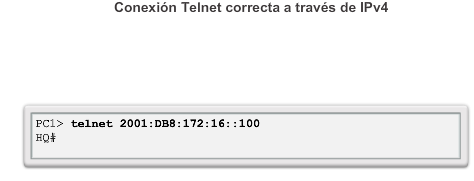 Conexión Telnet correcta a través de IPv4
PC1> telnet 2001:DB8:172:16::100
HQ#